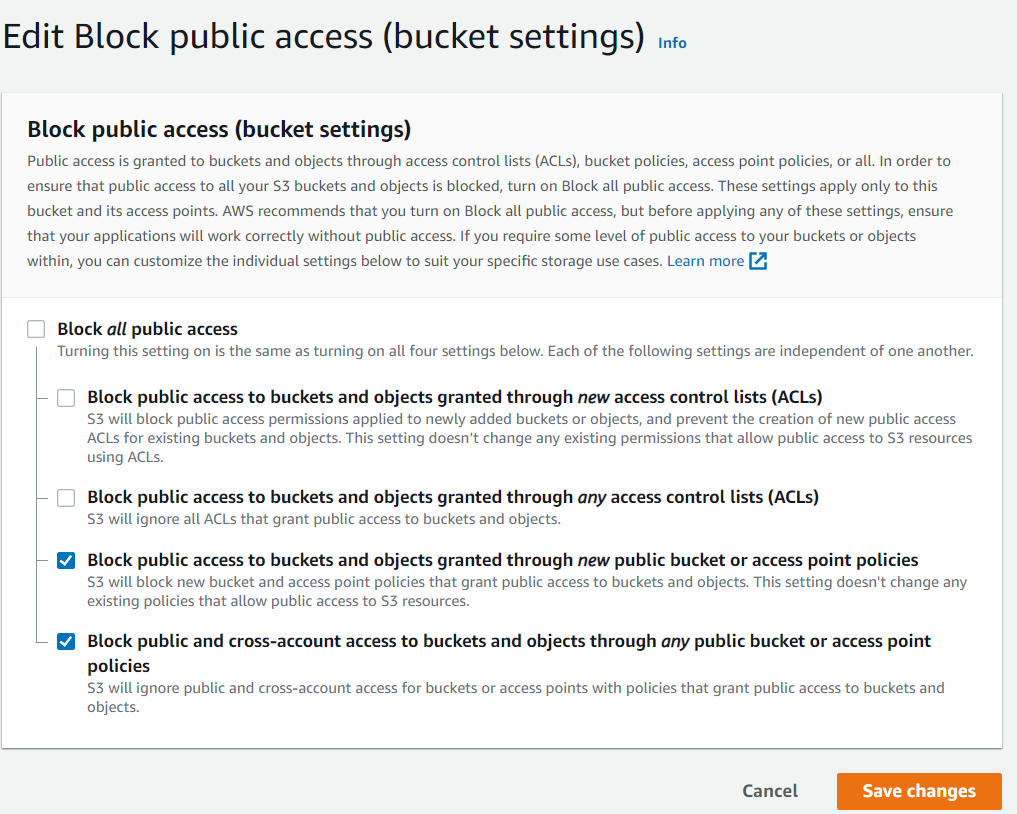 Edit Block public access (bucket settings) Info
Block public access (bucket settings)
Public access is granted to buckets and objects through access control lists (ACLs), bucket policies, access point policies, or all. In order to
ensure that public access to all your S3 buckets and objects is blocked, turn on Block all public access. These settings apply only to this
bucket and its access points. AWS recommends that you turn on Block all public access, but before applying any of these settings, ensure
that your applications will work correctly without public access. If you require some level of public access to your buckets or objects
within, you can customize the individual settings below to suit your specific storage use cases. Learn more
Block all public access
Turning this setting on is the same as turning on all four settings below. Each of the following settings are independent of one another.
Block public access to buckets and objects granted through new access control lists (ACLs)
S3 will block public access permissions applied to newly added buckets or objects, and prevent the creation of new public access
ACLs for existing buckets and objects. This setting doesn’t change any existing permissions that allow public access to S3 resources
using ACLs.
Block public access to buckets and objects granted through any access control lists (ACLs)
S3 will ignore all ACLs that grant public access to buckets and objects.
Block public access to buckets and objects granted through new public bucket or access point policies
S3 will block new bucket and access point policies that grant public access to buckets and objects. This setting doesn't change any
existing policies that allow public access to S3 resources.
Block public and cross-account access to buckets and objects through any public bucket or access point
policies
S3 will ignore public and cross-account access for buckets or access points with policies that grant public access to buckets and
objects.
Cancel Save changes